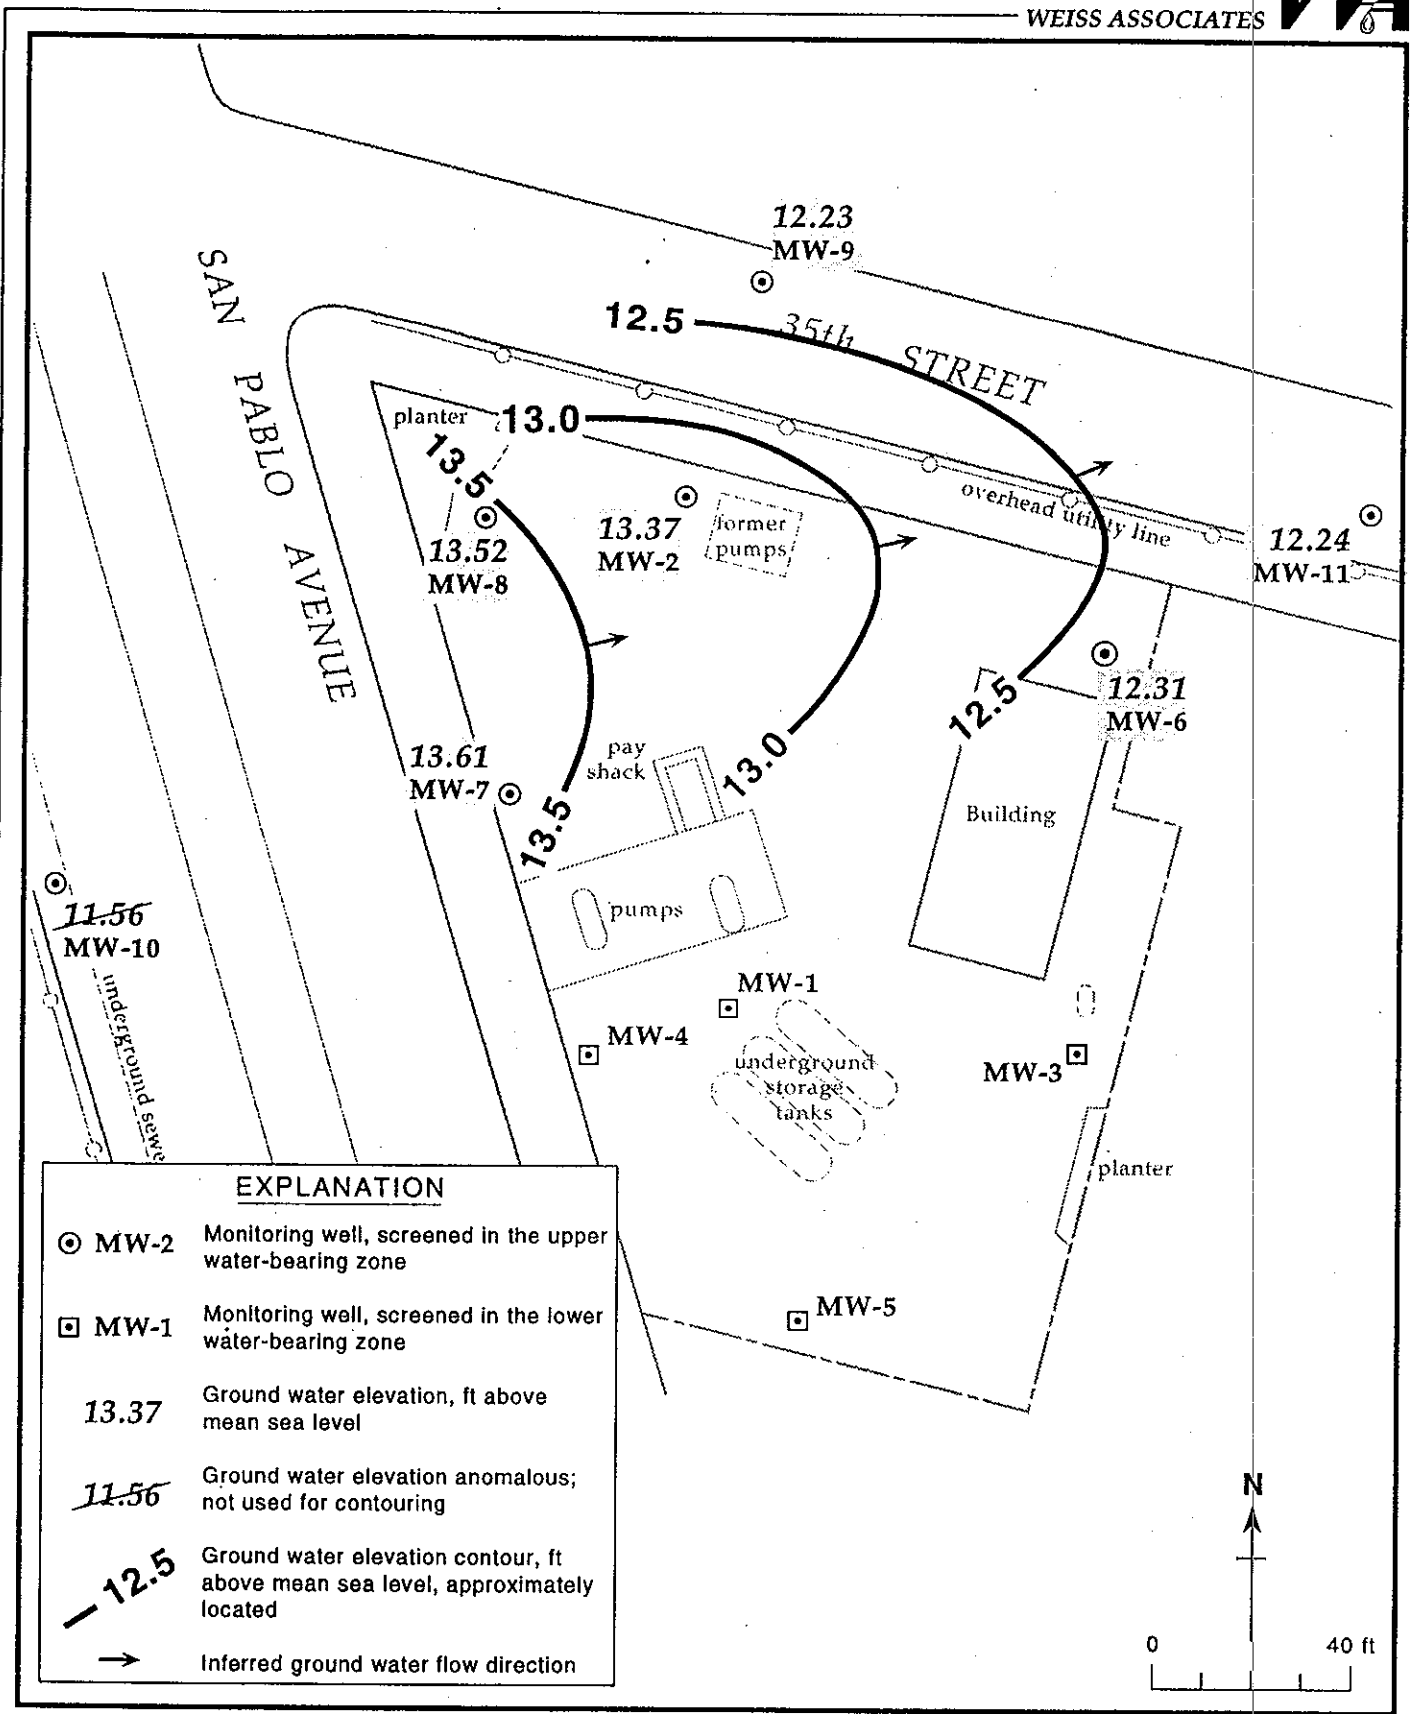 WEISS ASSOCIATES
12.23
MW-9
SAN PABLO AVENUE
12.5
35th STREET
planter
13.0
13.5
13.37
MW-2
former
pumps
13.52
MW-8
overhead utility line
12.24
MW-11
12.31
MW-6
12.5
13.61
MW-7
pay
shack
13.0
13.5
Building
11.56
MW-10
pumps
underground sewe
MW-1
MW-4
underground
storage
tanks
MW-3
planter
MW-5
EXPLANATION
MW-2 Monitoring well, screened in the upper
water-bearing zone
MW-1 Monitoring well, screened in the lower
water-bearing zone
13.37 Ground water elevation, ft above
mean sea level
11.56 Ground water elevation anomalous;
not used for contouring
12.5 Ground water elevation contour, ft
above mean sea level, approximately
located
Inferred ground water flow direction
N
0 40 ft